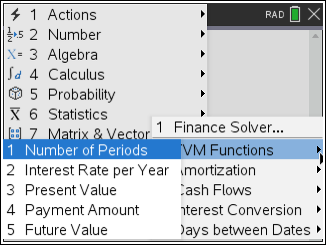 RAD
1 Actions
2 Number
3 Algebra
4 Calculus
5 Probability
6 Statistics
7 Matrix & Vector
1 Finance Solver...
TVM Functions
Amortization
Cash Flows
Interest Conversion
Days between Dates
1 Number of Periods
2 Interest Rate per Year
3 Present Value
4 Payment Amount
5 Future Value